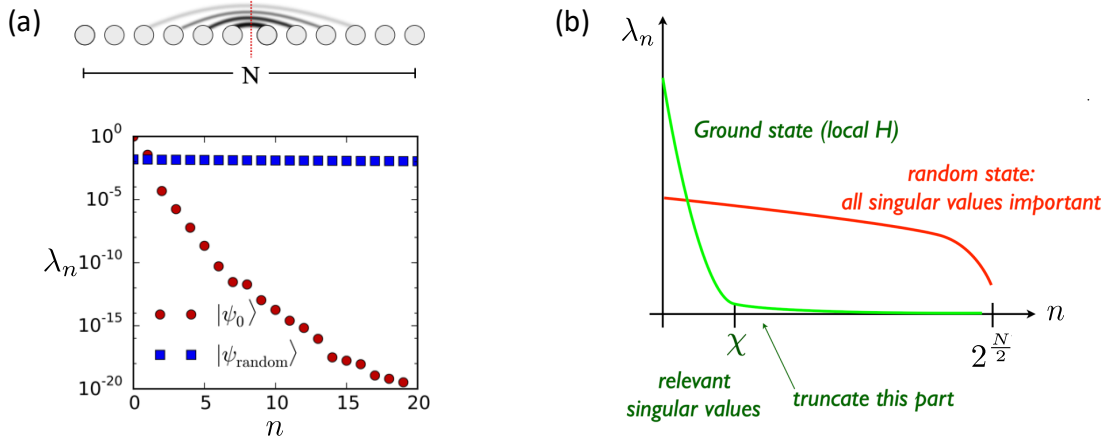 (a)
N
10^0
10^-5
10^-10
10^-15
10^-20
λ_n
|ψ_0⟩
|ψ_random⟩
0 5 10 15 20
n
(b)
λ_n
Ground state (local H)
random state:
all singular values important
n
χ
2^{N/2}
relevant
singular values
truncate this part